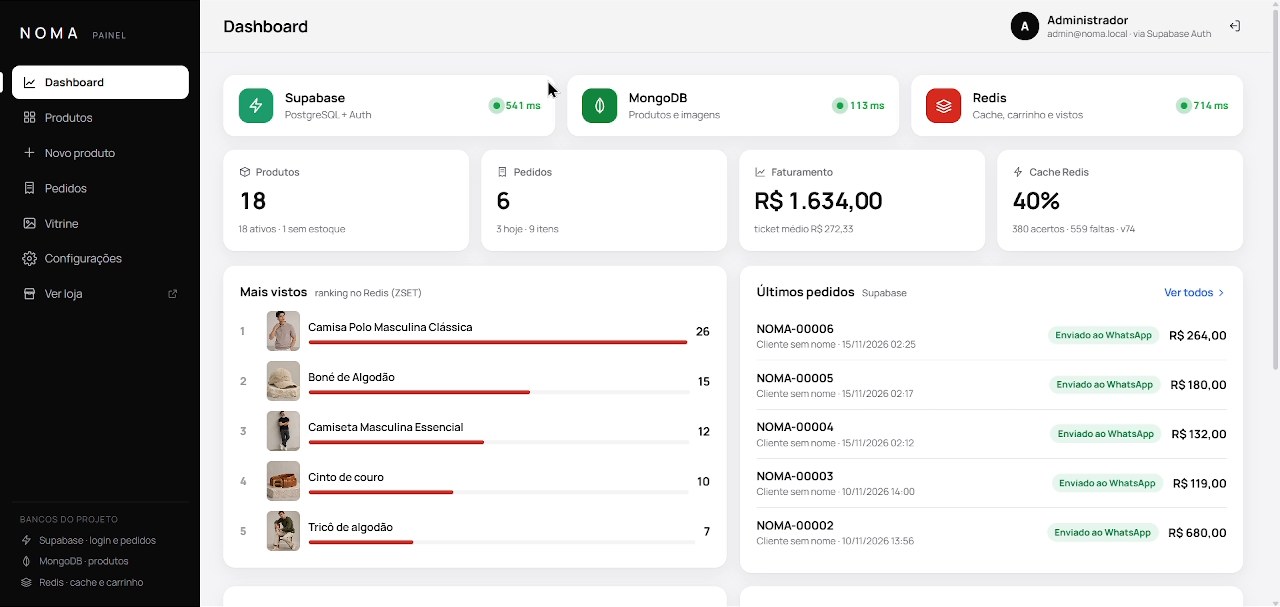 NOMA PAINEL
Dashboard
Produtos
Novo produto
Pedidos
Vitrine
Configurações
Ver loja
BANCOS DO PROJETO
Supabase · login e pedidos
MongoDB · produtos
Redis · cache e carrinho
Dashboard
A
Administrador
admin@noma.local · via Supabase Auth
Supabase
PostgreSQL + Auth
541 ms
MongoDB
Produtos e imagens
113 ms
Redis
Cache, carrinho e vistos
714 ms
Produtos
18
18 ativos · 1 sem estoque
Pedidos
6
3 hoje · 9 itens
Faturamento
R$ 1.634,00
ticket médio R$ 272,33
Cache Redis
40%
380 acertos · 559 faltas · v74
Mais vistos ranking no Redis (ZSET)
1 Camisa Polo Masculina Clássica 26
2 Boné de Algodão 15
3 Camiseta Masculina Essencial 12
4 Cinto de couro 10
5 Tricô de algodão 7
Últimos pedidos Supabase Ver todos
NOMA-00006
Cliente sem nome · 15/11/2026 02:25
Enviado ao WhatsApp R$ 264,00
NOMA-00005
Cliente sem nome · 15/11/2026 02:17
Enviado ao WhatsApp R$ 180,00
NOMA-00004
Cliente sem nome · 15/11/2026 02:12
Enviado ao WhatsApp R$ 132,00
NOMA-00003
Cliente sem nome · 10/11/2026 14:00
Enviado ao WhatsApp R$ 119,00
NOMA-00002
Cliente sem nome · 10/11/2026 13:56
Enviado ao WhatsApp R$ 680,00